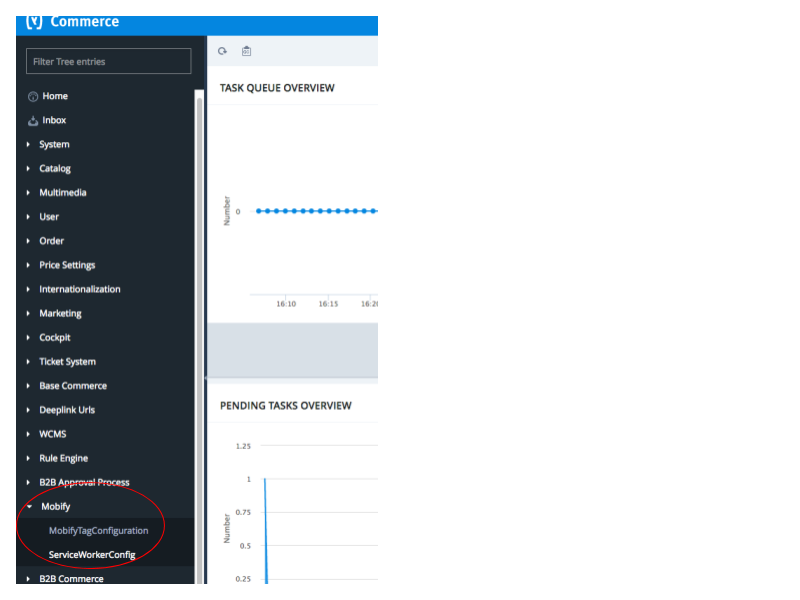 (Y) Commerce
Filter Tree entries
Home
Inbox
System
Catalog
Multimedia
User
Order
Price Settings
Internationalization
Marketing
Cockpit
Ticket System
Base Commerce
Deeplink Urls
WCMS
Rule Engine
B2B Approval Process
Mobify
MobifyTagConfiguration
ServiceWorkerConfig
B2B Commerce
TASK QUEUE OVERVIEW
Number
0
16:10 16:15 16:20
PENDING TASKS OVERVIEW
Number
1.25
1
0.75
0.5
0.25